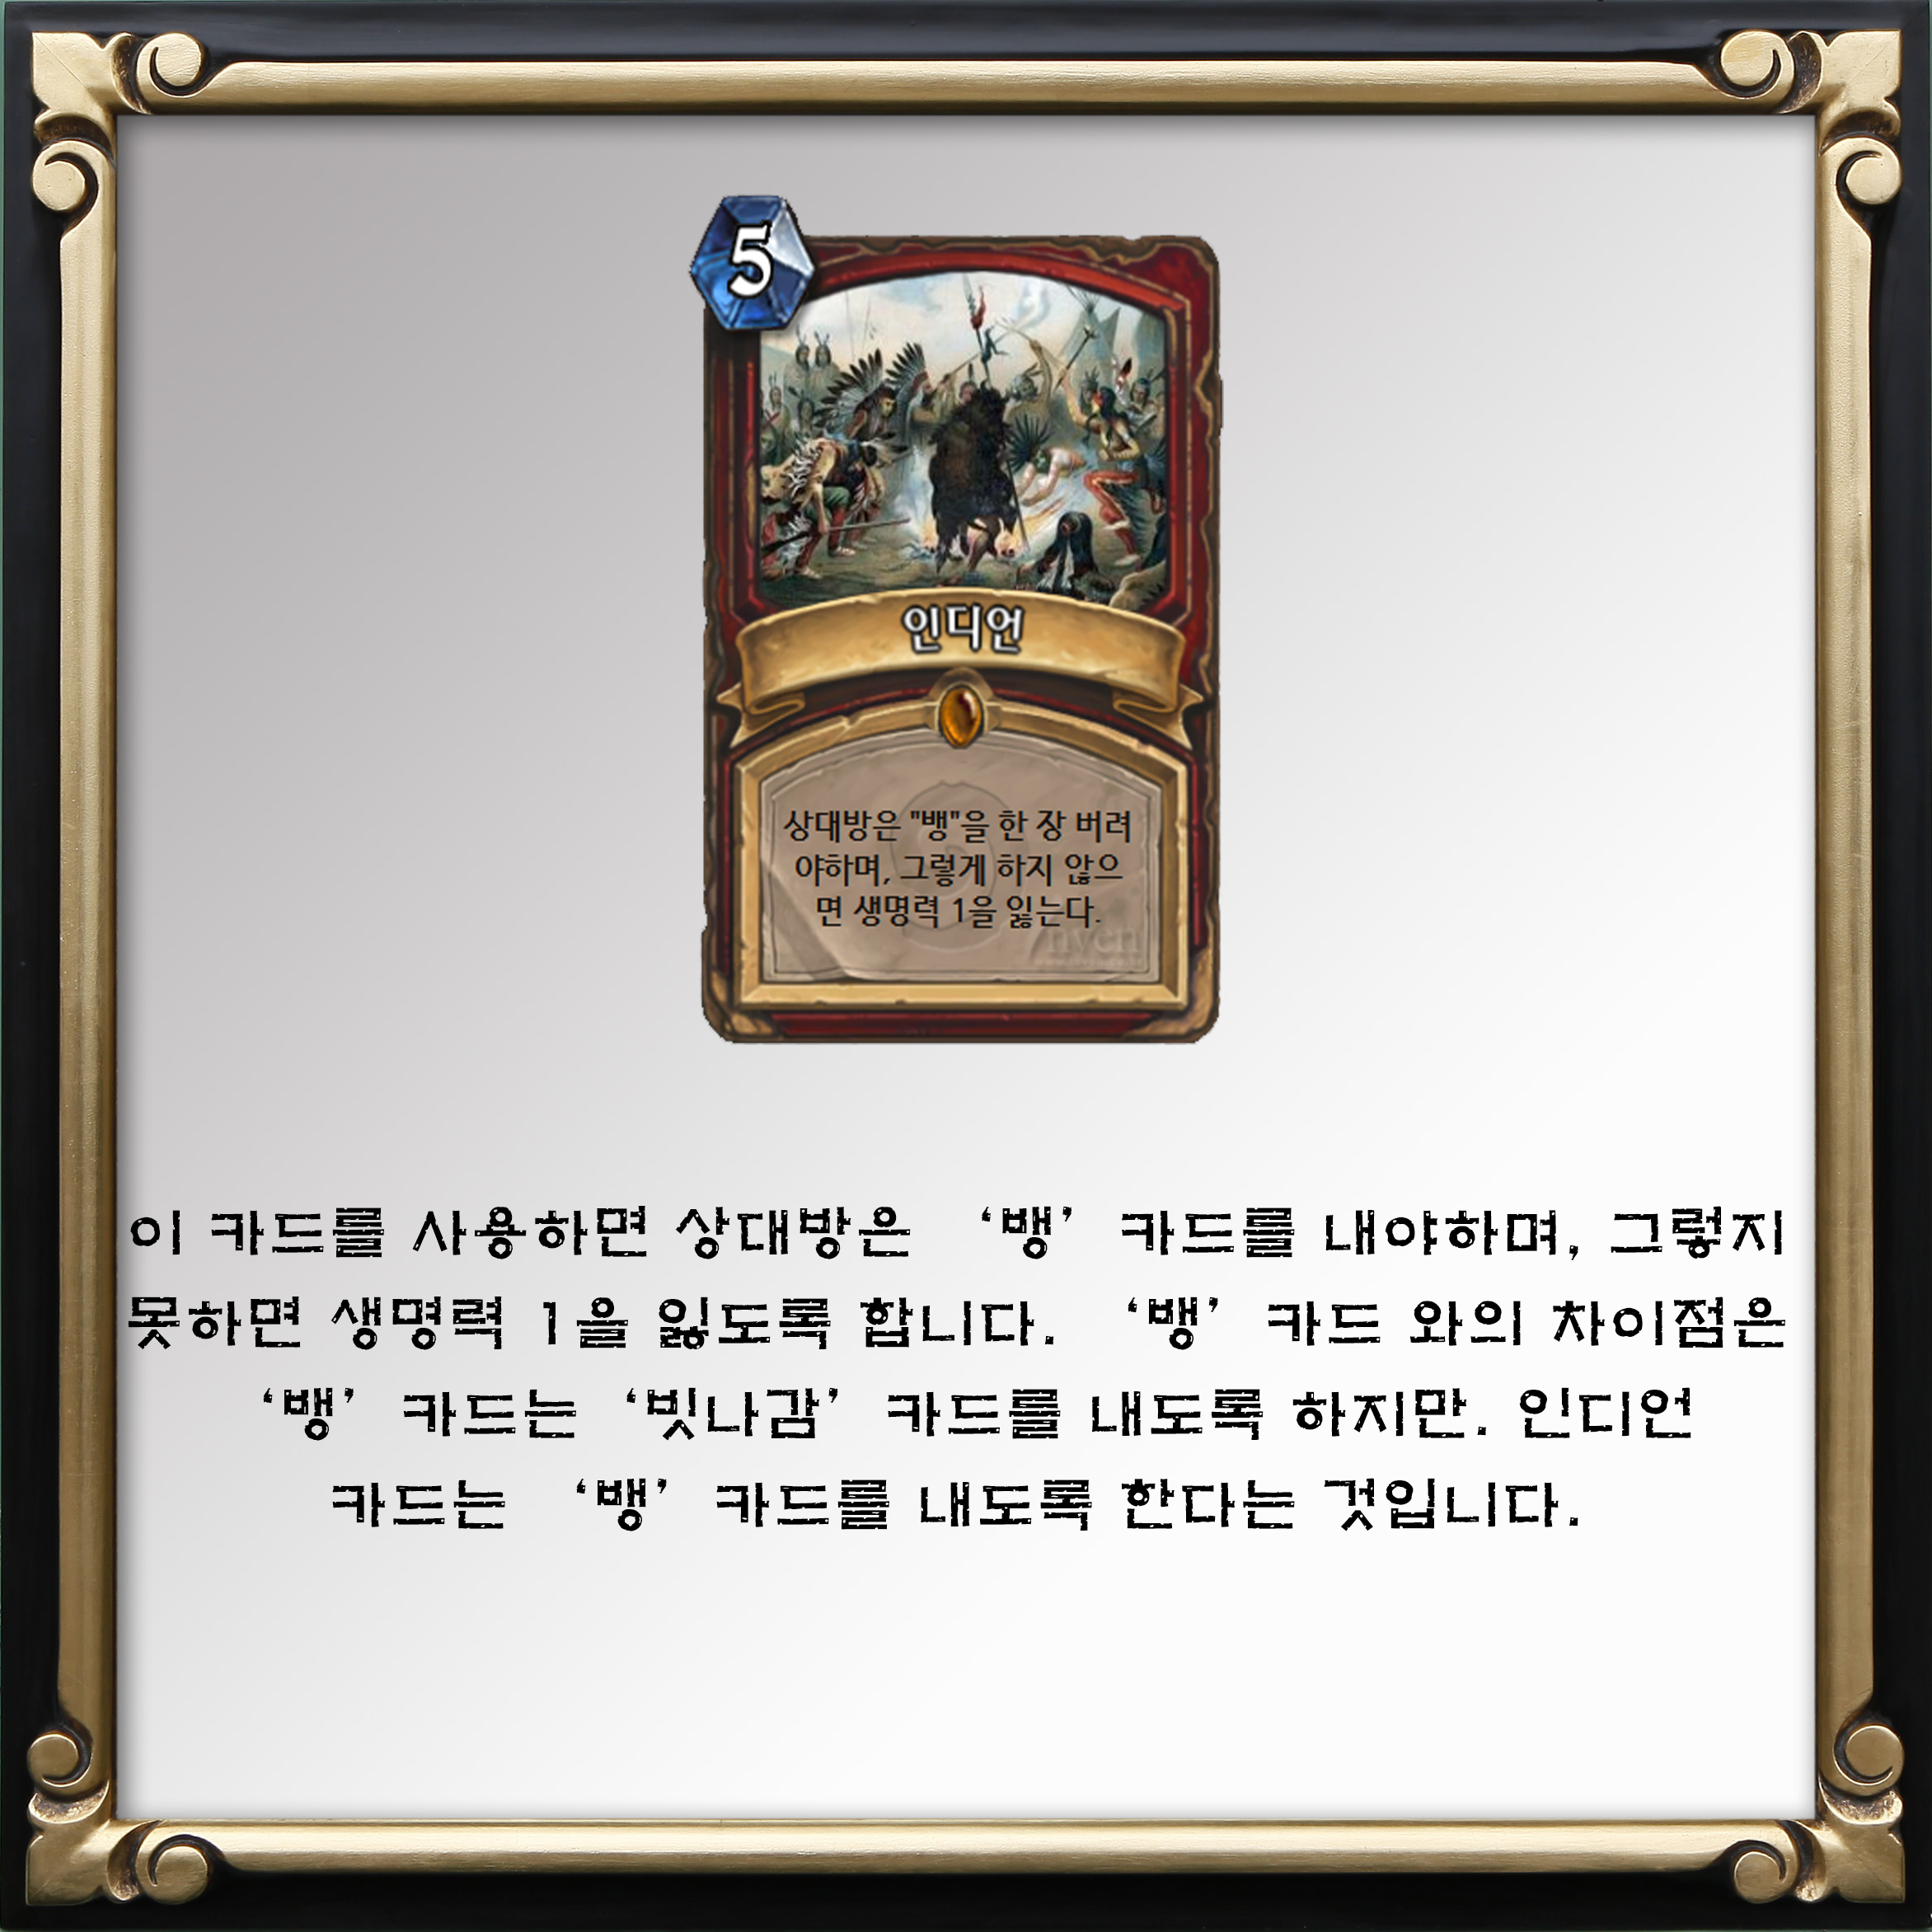 5
인디언
상대방은 "뱅"을 한 장 버려
야하며, 그렇게 하지 않으
면 생명력 1을 잃는다.
nven
이 카드를 사용하면 상대방은 ‘뱅’ 카드를 내야하며, 그렇지
못하면 생명력 1을 잃도록 합니다. ‘뱅’ 카드 와의 차이점은
‘뱅’ 카드는 ‘빗나감’ 카드를 내도록 하지만. 인디언
카드는 ‘뱅’ 카드를 내도록 한다는 것입니다.